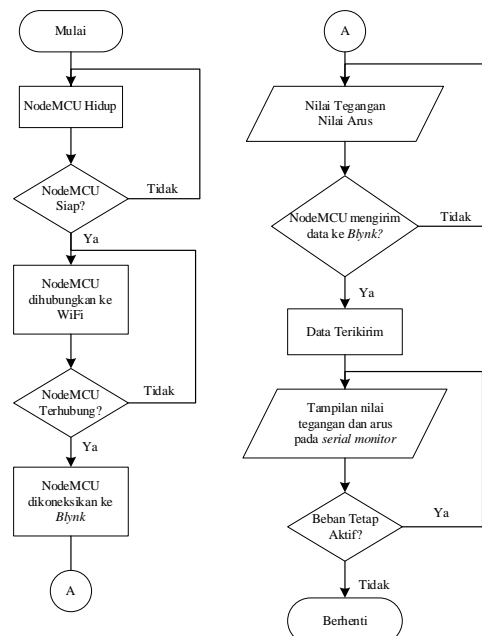 Mulai
NodeMCU Hidup
NodeMCU
Siap?
Tidak
Ya
NodeMCU
dihubungkan ke
WiFi
NodeMCU
Terhubung?
Tidak
Ya
NodeMCU
dikoneksikan ke
Blynk
A
A
Nilai Tegangan
Nilai Arus
NodeMCU mengirim
data ke Blynk?
Tidak
Ya
Data Terikirim
Tampilan nilai
tegangan dan arus
pada serial monitor
Beban Tetap
Aktif?
Ya
Tidak
Berhenti